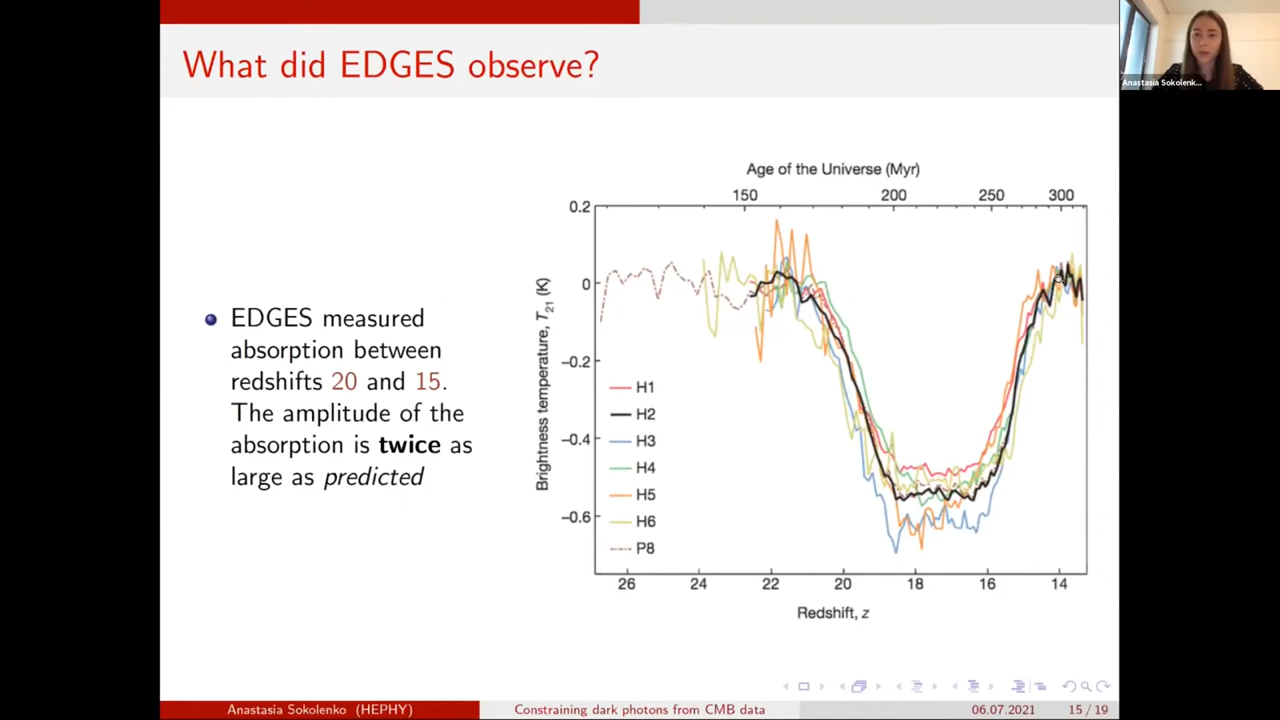 What did EDGES observe?
Anastasia Sokolenk...
EDGES measured
absorption between
redshifts 20 and 15.
The amplitude of the
absorption is twice as
large as predicted
Age of the Universe (Myr)
150 200 250 300
0.2
0
−0.2
−0.4
−0.6
Brightness temperature, T21 (K)
H1
H2
H3
H4
H5
H6
P8
26 24 22 20 18 16 14
Redshift, z
Anastasia Sokolenko (HEPHY) Constraining dark photons from CMB data 06.07.2021 15 / 19